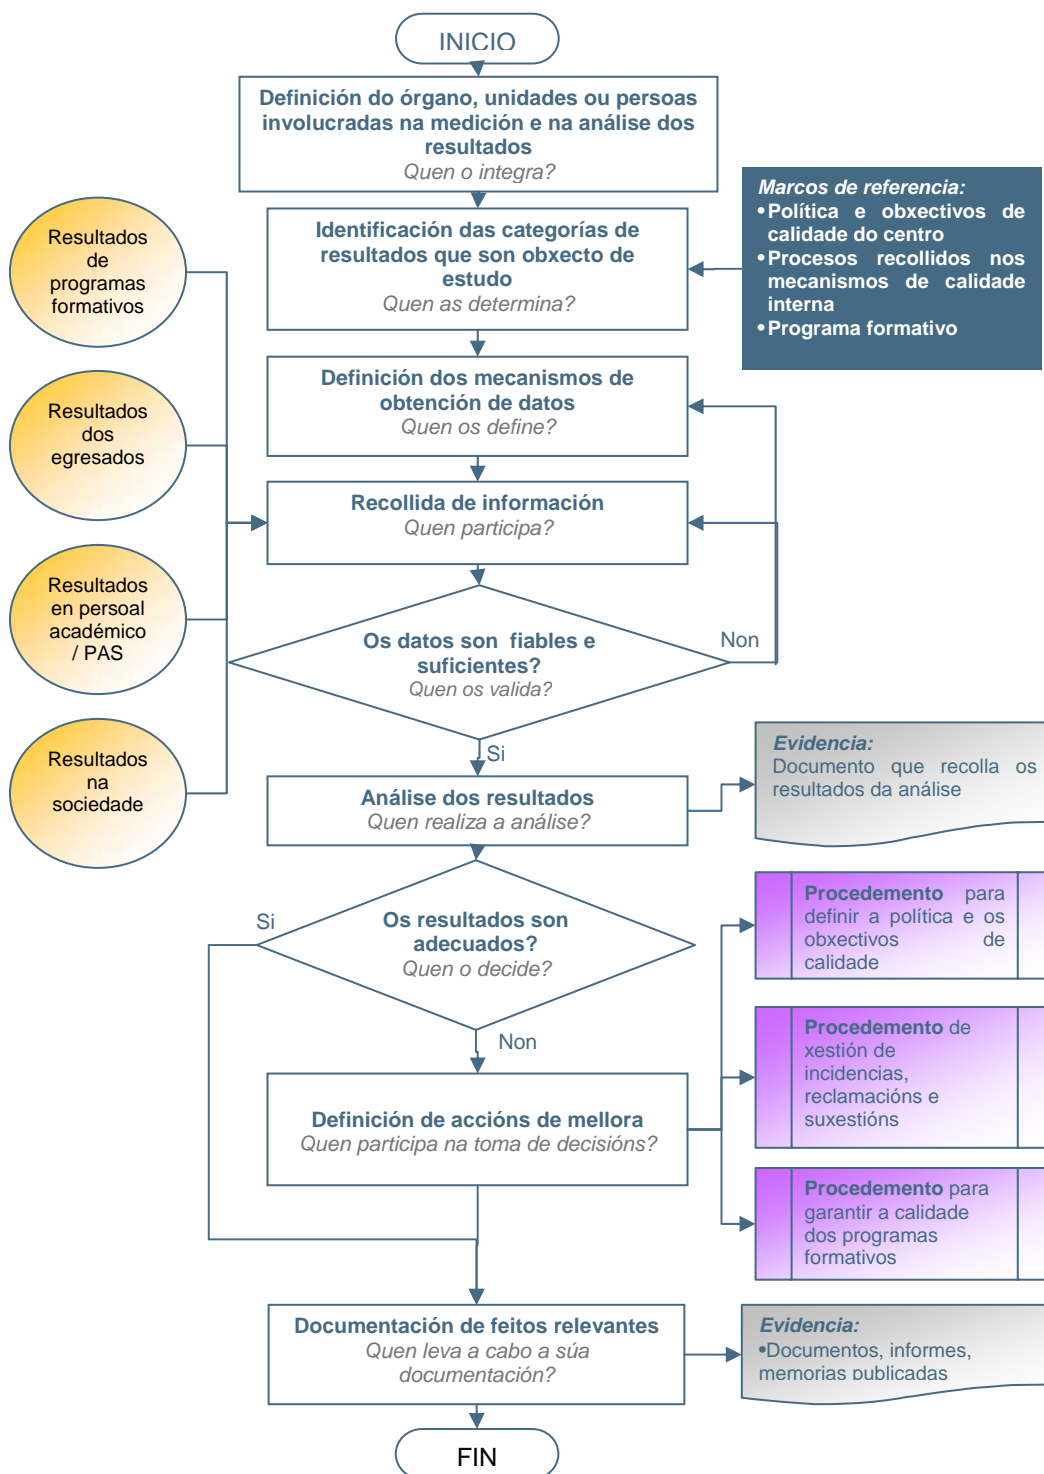 INICIO
Definición do órgano, unidades ou persoas
involucradas na medición e na análise dos
resultados
Quen o integra?
Marcos de referencia:
•Política e obxectivos de
calidade do centro
•Procesos recollidos nos
mecanismos de calidade
interna
•Programa formativo
Resultados
de
programas
formativos
Identificación das categorías de
resultados que son obxecto de
estudo
Quen as determina?
Definición dos mecanismos de
obtención de datos
Quen os define?
Resultados
dos
egresados
Recollida de información
Quen participa?
Resultados
en persoal
académico
/ PAS
Os datos son  fiables e
suficientes?
Quen os valida?
Non
Si
Resultados
na
sociedade
Análise dos resultados
Quen realiza a análise?
Evidencia:
Documento que recolla os
resultados da análise
Si
Os resultados son
adecuados?
Quen o decide?
Non
Procedemento para
definir a política e os
obxectivos de
calidade
Procedemento de
xestión de
incidencias,
reclamacións e
suxestións
Definición de accións de mellora
Quen participa na toma de decisións?
Procedemento para
garantir a calidade
dos programas
formativos
Documentación de feitos relevantes
Quen leva a cabo a súa
documentación?
Evidencia:
•Documentos, informes,
memorias publicadas
FIN